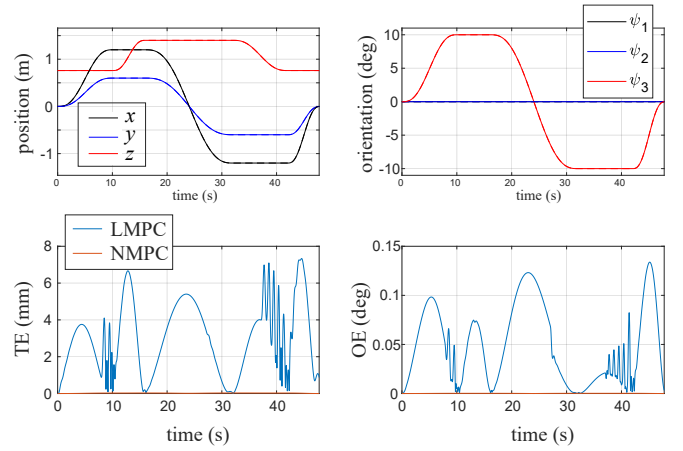 position (m)
1
0
-1
x
y
z
0
10
20
30
40
time (s)
orientation (deg)
10
5
0
-5
-10
ψ1
ψ2
ψ3
0
10
20
30
40
time (s)
TE (mm)
8
6
4
2
0
LMPC
NMPC
0
10
20
30
40
time (s)
OE (deg)
0.15
0.1
0.05
0
0
10
20
30
40
time (s)